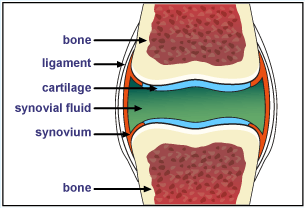 bone
ligament
cartilage
synovial fluid
synovium
bone